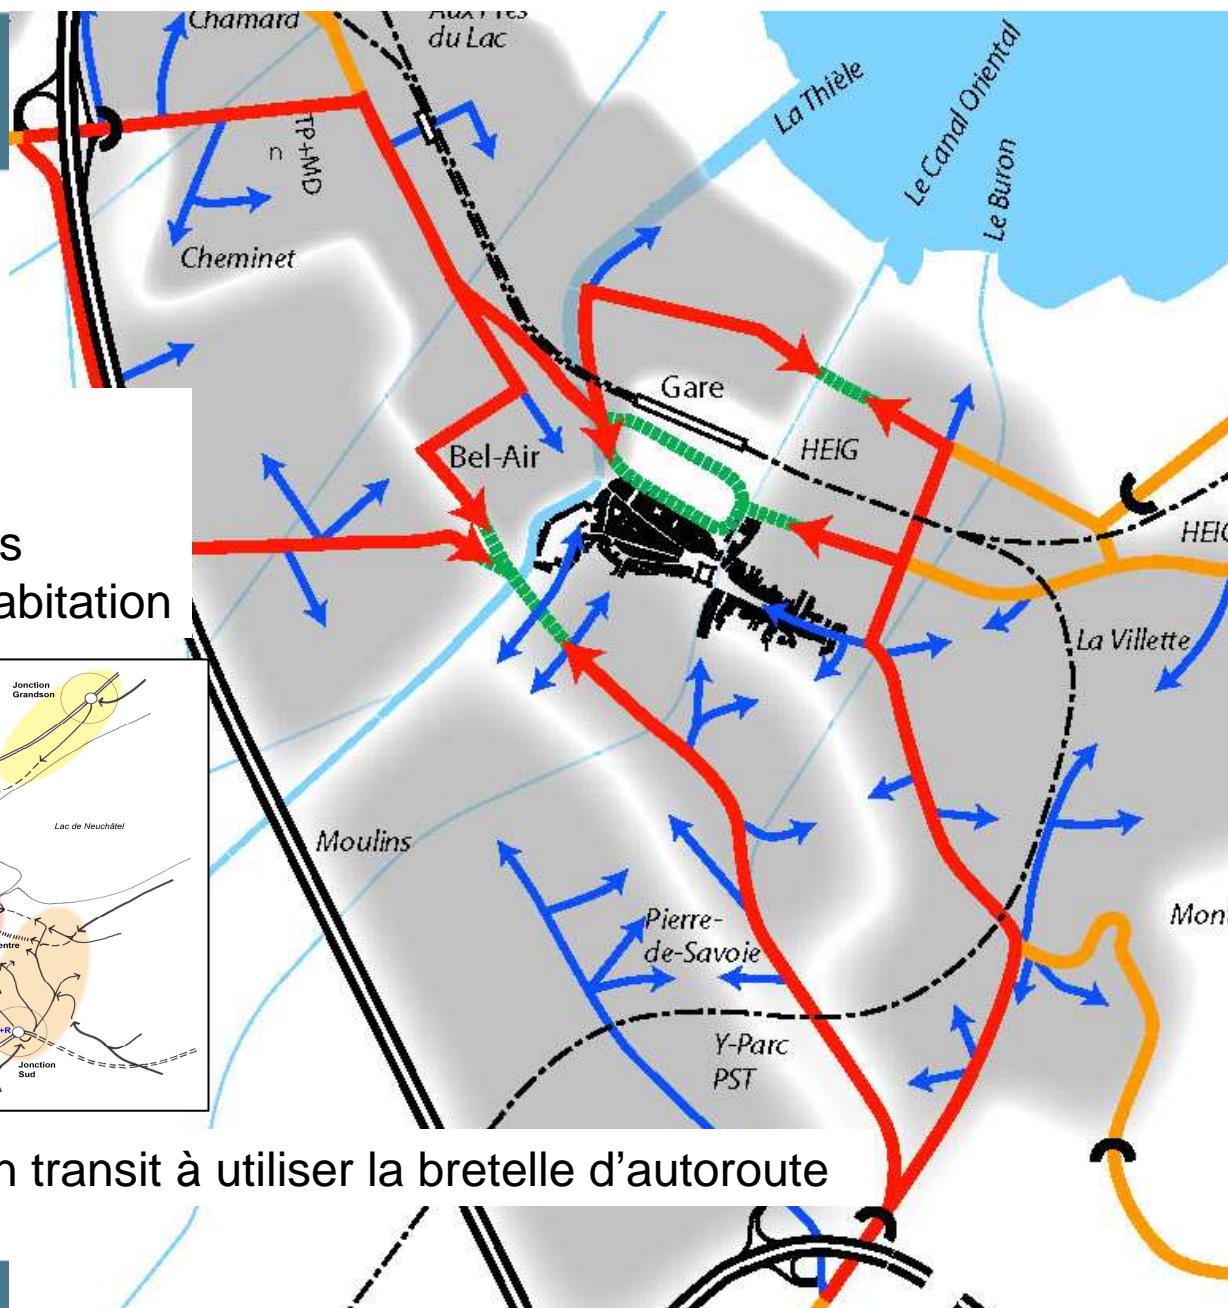 Chamard
du Lac
La Thièle
Le Canal Oriental
Le Buron
n
TP+MD
Cheminet
Gare
Bel-Air
HEIG
s
abitation
HEIG
La Villette
Jonction
Grandson
Lac de Neuchâtel
entre
+R
Jonction
Sud
Moulins
Pierre-
de-Savoie
Mon
Y-Parc
PST
n transit à utiliser la bretelle d’autoroute